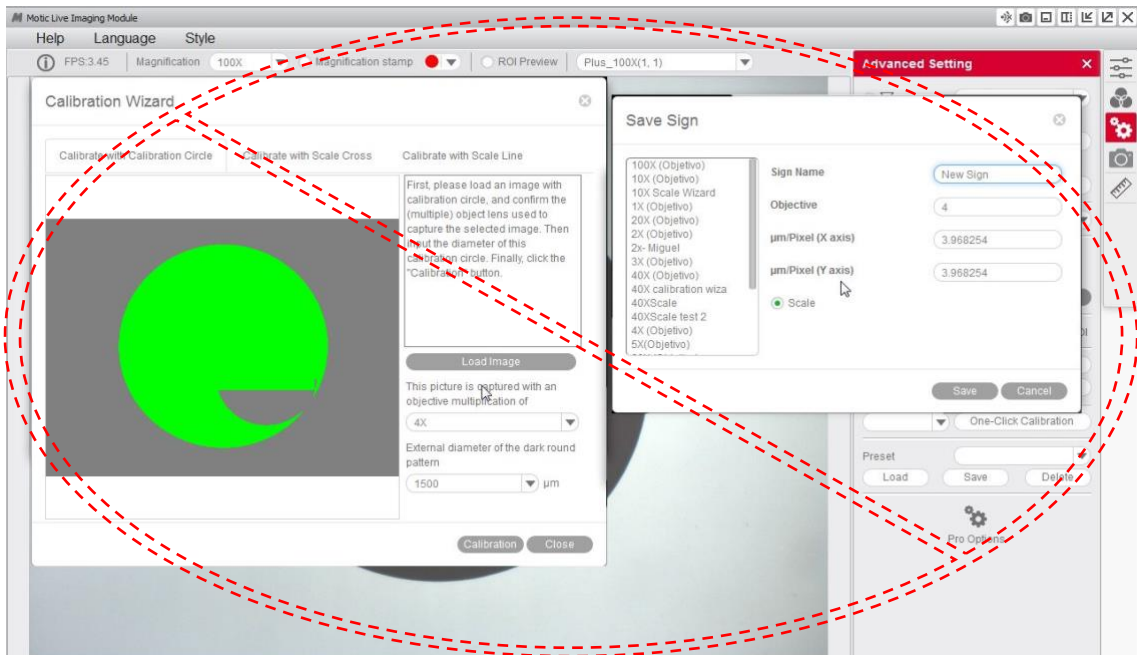 Motic Live Imaging Module
Help Language Style
FPS:3.45 Magnification 100X Magnification stamp ROI Preview Plus_100X(1, 1)
Advanced Setting
Calibration Wizard
Calibrate with Calibration Circle Calibrate with Scale Cross Calibrate with Scale Line
First, please load an image with
calibration circle, and confirm the
(multiple) object lens used to
capture the selected image. Then
input the diameter of this
calibration circle. Finally, click the
"Calibration" button.
Load Image
This picture is captured with an
objective multiplication of
4X
External diameter of the dark round
pattern
1500 µm
Calibration Close
Save Sign
100X (Objetivo)
10X (Objetivo)
10X Scale Wizard
1X (Objetivo)
20X (Objetivo)
2X (Objetivo)
2x- Miguel
3X (Objetivo)
40X (Objetivo)
40X calibration wiza
40XScale
40XScale test 2
4X (Objetivo)
5X(Objetivo)
Sign Name New Sign
Objective 4
µm/Pixel (X axis) 3.968254
µm/Pixel (Y axis) 3.968254
Scale
Save Cancel
One-Click Calibration
Preset
Load Save Delete
Pro Options